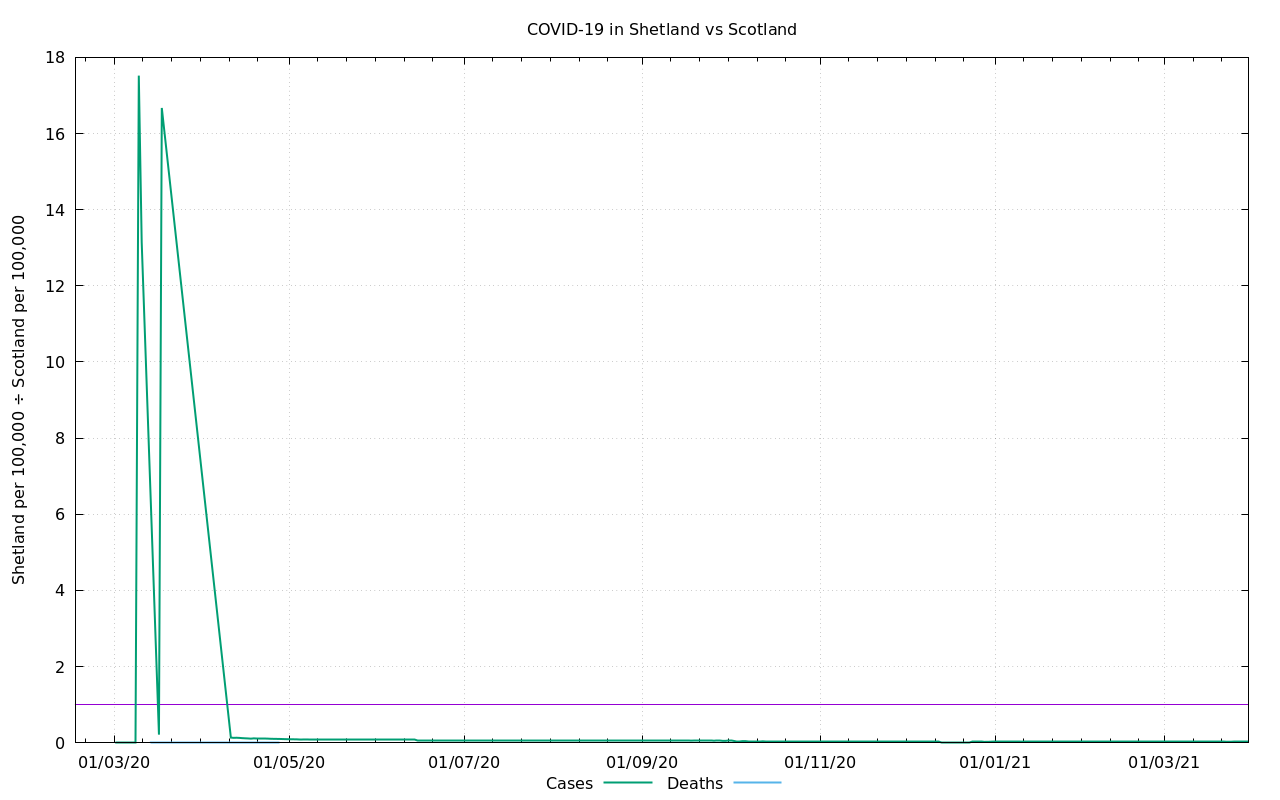 COVID-19 in Shetland vs Scotland
Shetland per 100,000 ÷ Scotland per 100,000
18
16
14
12
10
8
6
4
2
0
01/03/20 01/05/20 01/07/20 01/09/20 01/11/20 01/01/21 01/03/21
Cases Deaths